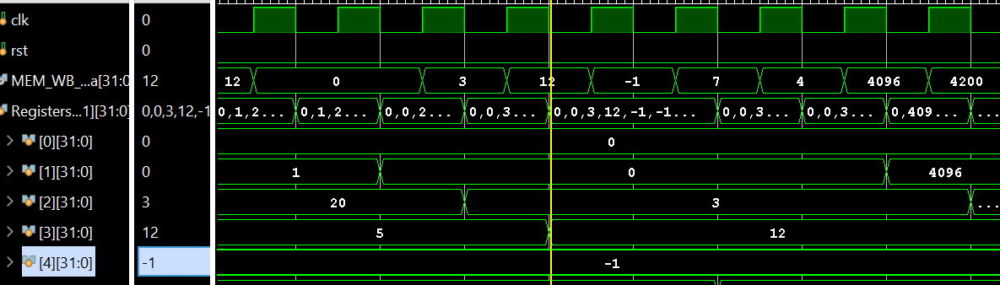 clk 0
rst 0
MEM_WB_...a[31:0 12 12 0 3 12 -1 7 4 4096 4200
Registers...1][31:0] 0,0,3,12,-1 0,1,2... 0,1,2... 0,0,2... 0,0,3... 0,0,3,12,-1,-1... 0,0,3... 0,0,3... 0,409... ...
[0][31:0] 0 0
[1][31:0] 0 1 0 4096
[2][31:0] 3 20 3 ...
[3][31:0] 12 5 12
[4][31:0] -1 -1